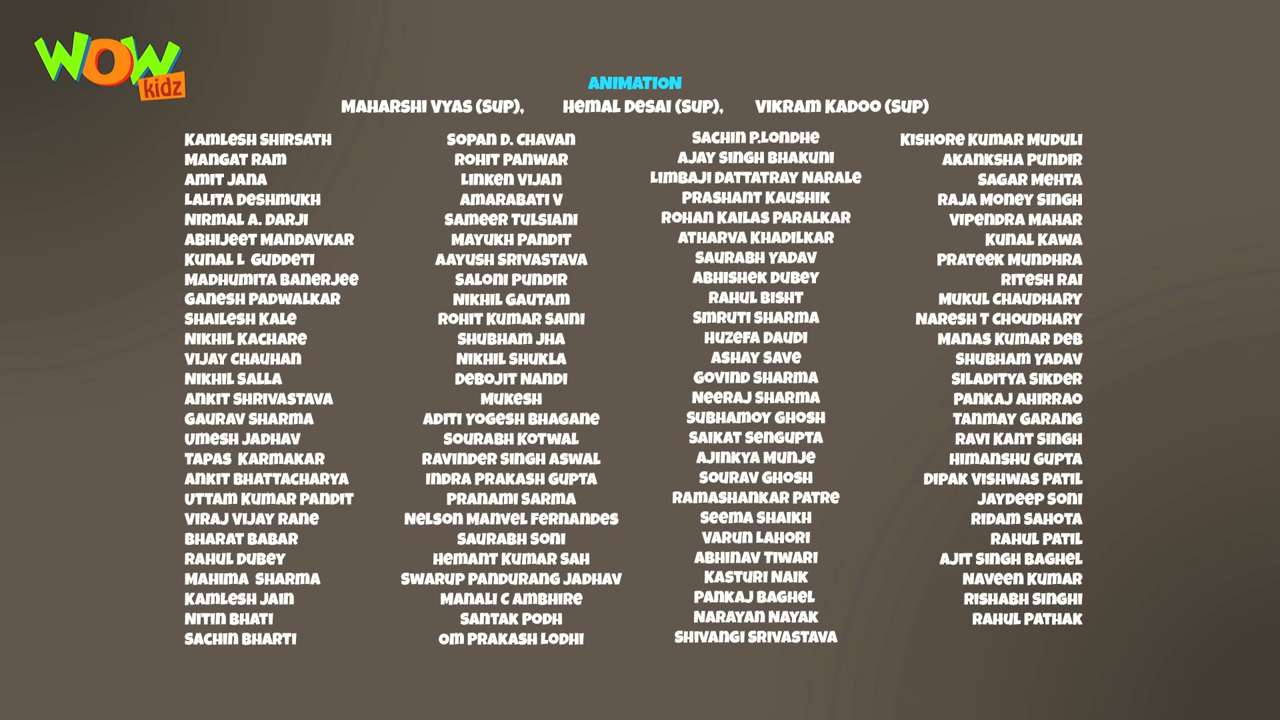 WOW
kidz
ANIMATION
MAHARSHI VYAS (SUP), HEMAL DESAI (SUP), VIKRAM KADOO (SUP)
KAMLESH SHIRSATH
MANGAT RAM
AMIT JANA
LALITA DESHMUKH
NIRMAL A. DARJI
ABHIJEET MANDAVKAR
KUNAL L GUDDETI
MADHUMITA BANERJEE
GANESH PADWALKAR
SHAILESH KALE
NIKHIL KACHARE
VIJAY CHAUHAN
NIKHIL SALLA
ANKIT SHRIVASTAVA
GAURAV SHARMA
UMESH JADHAV
TAPAS KARMAKAR
ANKIT BHATTACHARYA
UTTAM KUMAR PANDIT
VIRAJ VIJAY RANE
BHARAT BABAR
RAHUL DUBEY
MAHIMA SHARMA
KAMLESH JAIN
NITIN BHATI
SACHIN BHARTI
SOPAN D. CHAVAN
ROHIT PANWAR
LINKEN VIJAN
AMARABATI V
SAMEER TULSIANI
MAYUKH PANDIT
AAYUSH SRIVASTAVA
SALONI PUNDIR
NIKHIL GAUTAM
ROHIT KUMAR SAINI
SHUBHAM JHA
NIKHIL SHUKLA
DEBOJIT NANDI
MUKESH
ADITI YOGESH BHAGANE
SOURABH KOTWAL
RAVINDER SINGH ASWAL
INDRA PRAKASH GUPTA
PRANAMI SARMA
NELSON MANVEL FERNANDES
SAURABH SONI
HEMANT KUMAR SAH
SWARUP PANDURANG JADHAV
MANALI C AMBHIRE
SANTAK PODH
OM PRAKASH LODHI
SACHIN P.LONDHE
AJAY SINGH BHAKUNI
LIMBAJI DATTATRAY NARALE
PRASHANT KAUSHIK
ROHAN KAILAS PARALKAR
ATHARVA KHADILKAR
SAURABH YADAV
ABHISHEK DUBEY
RAHUL BISHT
SMRUTI SHARMA
HUZEFA DAUDI
ASHAY SAVE
GOVIND SHARMA
NEERAJ SHARMA
SUBHAMOY GHOSH
SAIKAT SENGUPTA
AJINKYA MUNJE
SOURAV GHOSH
RAMASHANKAR PATRE
SEEMA SHAIKH
VARUN LAHORI
ABHINAV TIWARI
KASTURI NAIK
PANKAJ BAGHEL
NARAYAN NAYAK
SHIVANGI SRIVASTAVA
KISHORE KUMAR MUDULI
AKANKSHA PUNDIR
SAGAR MEHTA
RAJA MONEY SINGH
VIPENDRA MAHAR
KUNAL KAWA
PRATEEK MUNDHRA
RITESH RAI
MUKUL CHAUDHARY
NARESH T CHOUDHARY
MANAS KUMAR DEB
SHUBHAM YADAV
SILADITYA SIKDER
PANKAJ AHIRRAO
TANMAY GARANG
RAVI KANT SINGH
HIMANSHU GUPTA
DIPAK VISHWAS PATIL
JAYDEEP SONI
RIDAM SAHOTA
RAHUL PATIL
AJIT SINGH BAGHEL
NAVEEN KUMAR
RISHABH SINGHI
RAHUL PATHAK